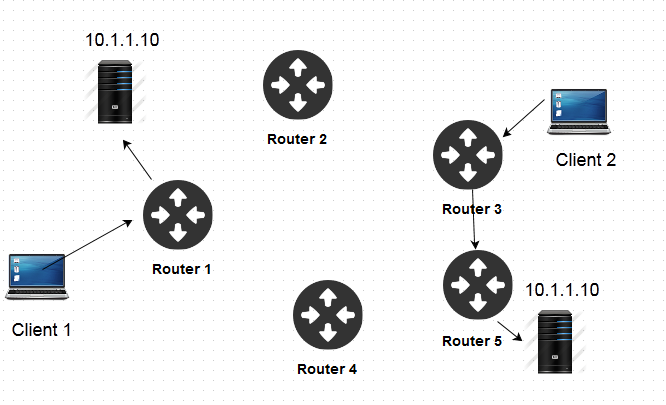 10.1.1.10
Router 2
Client 2
Router 3
Router 1
10.1.1.10
Client 1
Router 5
Router 4